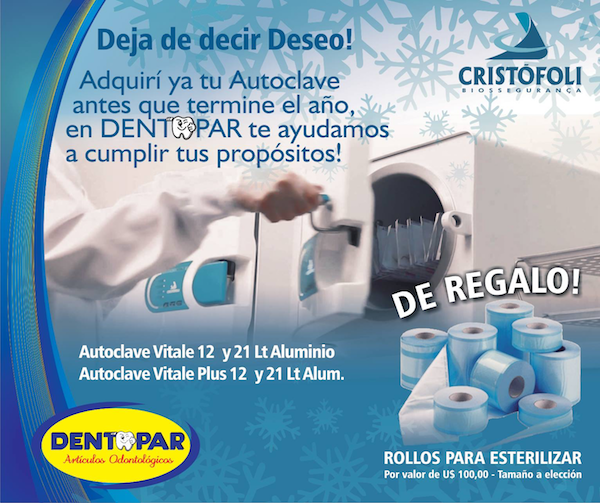 Deja de decir Deseo!
CRISTÓFOLI
BIOSSEGURANÇA
Adquirí ya tu Autoclave
antes que termine el año,
en DENTOPAR te ayudamos
a cumplir tus propósitos!
DE REGALO!
Autoclave Vitale 12 y 21 Lt Aluminio
Autoclave Vitale Plus 12 y 21 Lt Alum.
DENTOPAR
Artículos Odontológicos
ROLLOS PARA ESTERILIZAR
Por valor de U$ 100,00 - Tamaño a elección